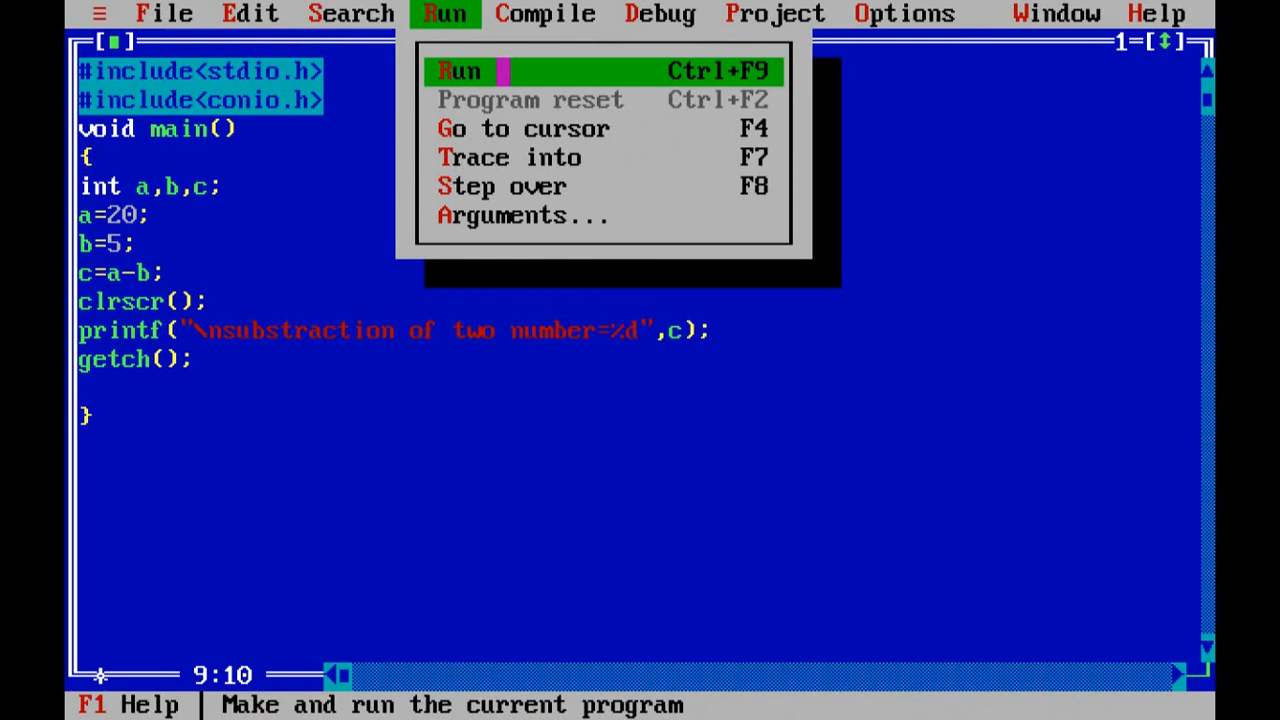 ≡ File Edit Search Run Compile Debug Project Options Window Help
[■] 1=[↕]
#include<stdio.h>
#include<conio.h>
void main()
{
int a,b,c;
a=20;
b=5;
c=a-b;
clrscr();
printf("\nsubstraction of two number=%d",c);
getch();
}
Run Ctrl+F9
Program reset Ctrl+F2
Go to cursor F4
Trace into F7
Step over F8
Arguments...
9:10
F1 Help │ Make and run the current program